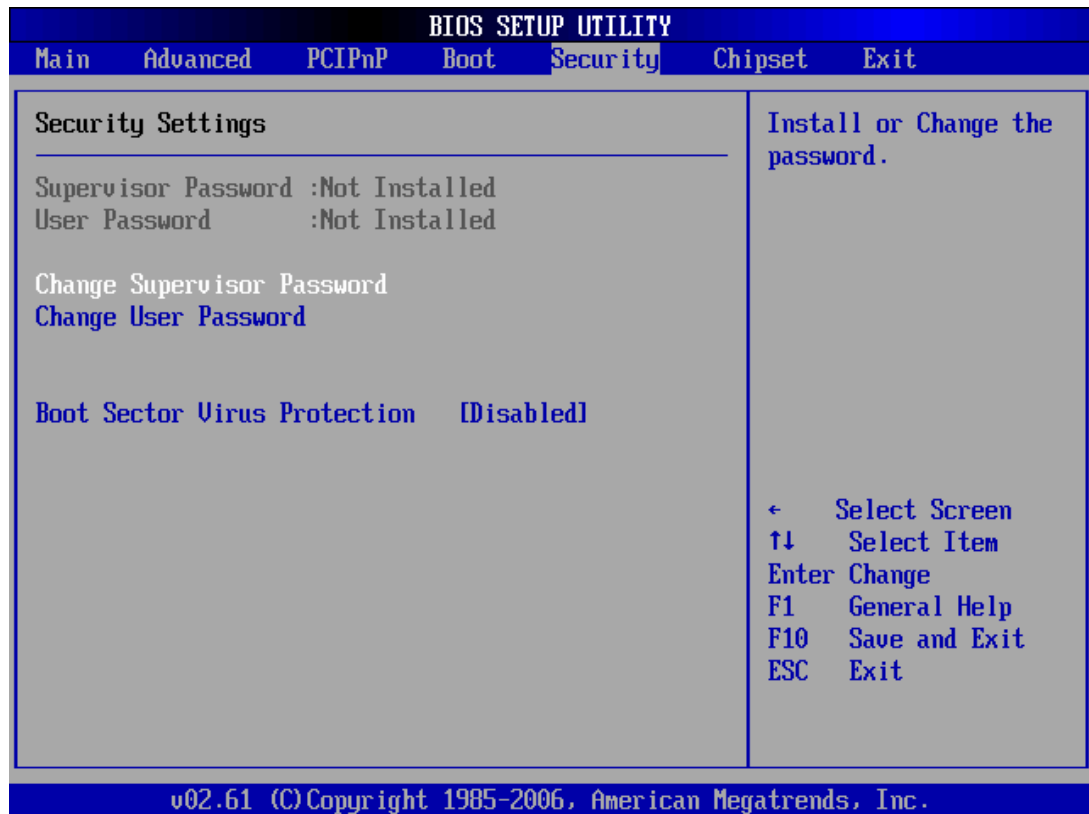 BIOS SETUP UTILITY
Main Advanced PCIPnP Boot Security Chipset Exit
Security Settings
Supervisor Password :Not Installed
User Password :Not Installed
Change Supervisor Password
Change User Password
Boot Sector Virus Protection [Disabled]
Install or Change the
password.
← Select Screen
↑↓ Select Item
Enter Change
F1 General Help
F10 Save and Exit
ESC Exit
v02.61 (C)Copyright 1985-2006, American Megatrends, Inc.